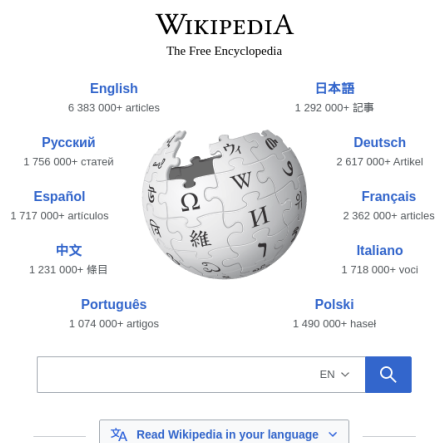 WIKIPEDIA
The Free Encyclopedia
English
6 383 000+ articles
日本語
1 292 000+ 記事
Русский
1 756 000+ статей
Deutsch
2 617 000+ Artikel
Español
1 717 000+ artículos
Français
2 362 000+ articles
中文
1 231 000+ 條目
Italiano
1 718 000+ voci
Português
1 074 000+ artigos
Polski
1 490 000+ haseł
Ω
W
И
維
EN
Read Wikipedia in your language